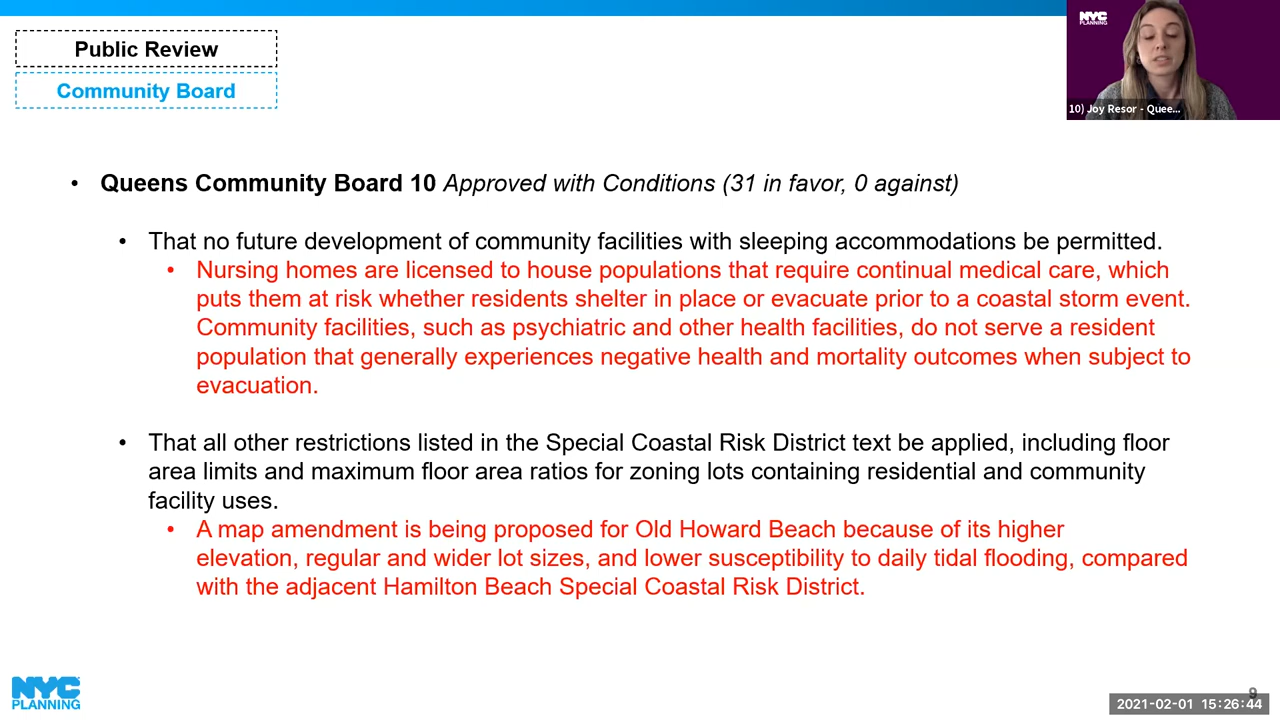 Public Review
Community Board
NYC
PLANNING
10) Joy Resor - Quee...
• Queens Community Board 10 Approved with Conditions (31 in favor, 0 against)
• That no future development of community facilities with sleeping accommodations be permitted.
• Nursing homes are licensed to house populations that require continual medical care, which
puts them at risk whether residents shelter in place or evacuate prior to a coastal storm event.
Community facilities, such as psychiatric and other health facilities, do not serve a resident
population that generally experiences negative health and mortality outcomes when subject to
evacuation.
• That all other restrictions listed in the Special Coastal Risk District text be applied, including floor
area limits and maximum floor area ratios for zoning lots containing residential and community
facility uses.
• A map amendment is being proposed for Old Howard Beach because of its higher
elevation, regular and wider lot sizes, and lower susceptibility to daily tidal flooding, compared
with the adjacent Hamilton Beach Special Coastal Risk District.
NYC
PLANNING
9
2021-02-01 15:26:44